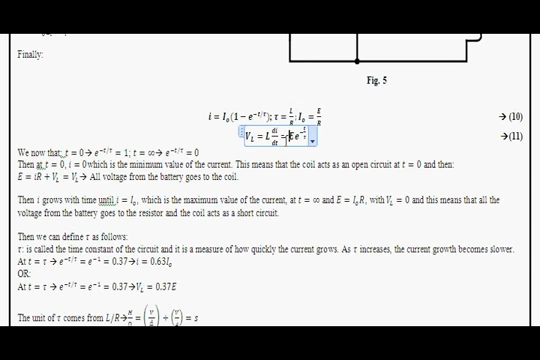 Finally:
Fig. 5
i = I₀(1 − e^{−t/τ}); τ = L/R; I₀ = E/R → (10)
V_L = L di/dt = E e^{−t/τ} → (11)
We now that: t = 0 → e^{−t/τ} = 1; t = ∞ → e^{−t/τ} = 0
Then at t = 0, i = 0 which is the minimum value of the current. This means that the coil acts as an open circuit at t = 0 and then:
E = iR + V_L = V_L → All voltage from the battery goes to the coil.
Then i grows with time until i = I₀, which is the maximum value of the current, at t = ∞ and E = I₀R, with V_L = 0 and this means that all the
voltage from the battery goes to the resistor and the coil acts as a short circuit.
Then we can define τ as follows:
τ: is called the time constant of the circuit and it is a measure of how quickly the current grows. As τ increases, the current growth becomes slower.
At t = τ → e^{−t/τ} = e^{−1} = 0.37 → i = 0.63I₀
OR:
At t = τ → e^{−t/τ} = e^{−1} = 0.37 → V_L = 0.37E
The unit of τ comes from L/R →
= s